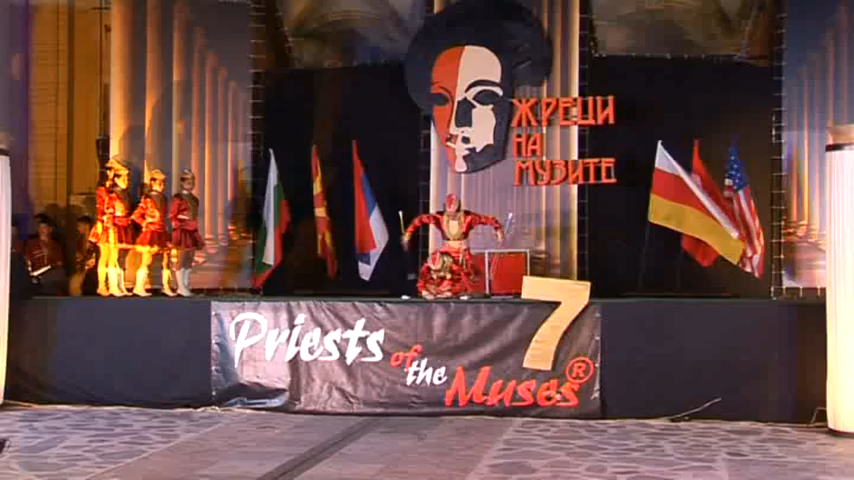 ЖРЕЦИ
НА
МУЗИТЕ
7
Priests
of the
Muses®